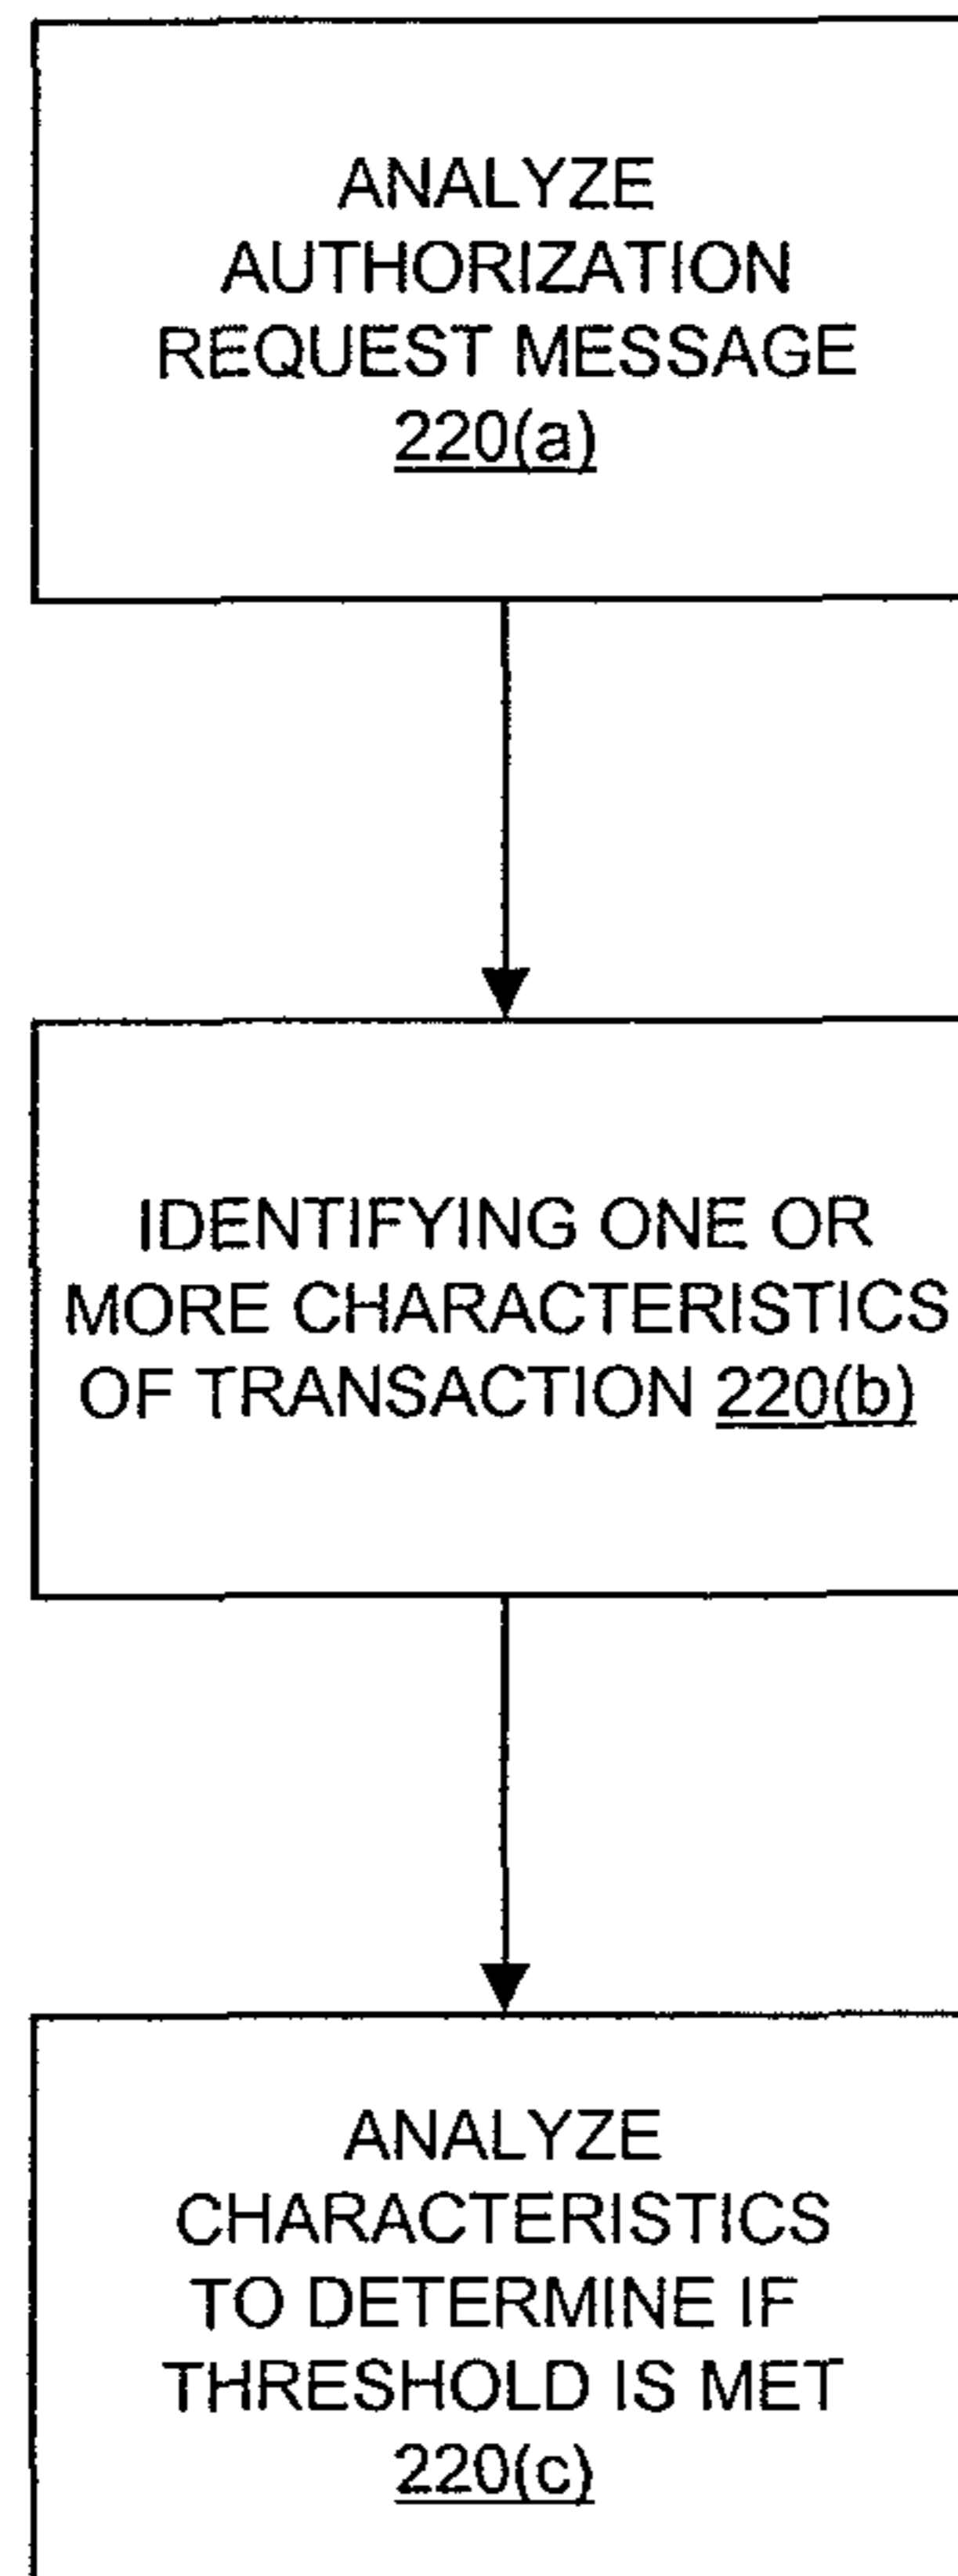 ANALYZE
AUTHORIZATION
REQUEST MESSAGE
220(a)
IDENTIFYING ONE OR
MORE CHARACTERISTICS
OF TRANSACTION 220(b)
ANALYZE
CHARACTERISTICS
TO DETERMINE IF
THRESHOLD IS MET
220(c)